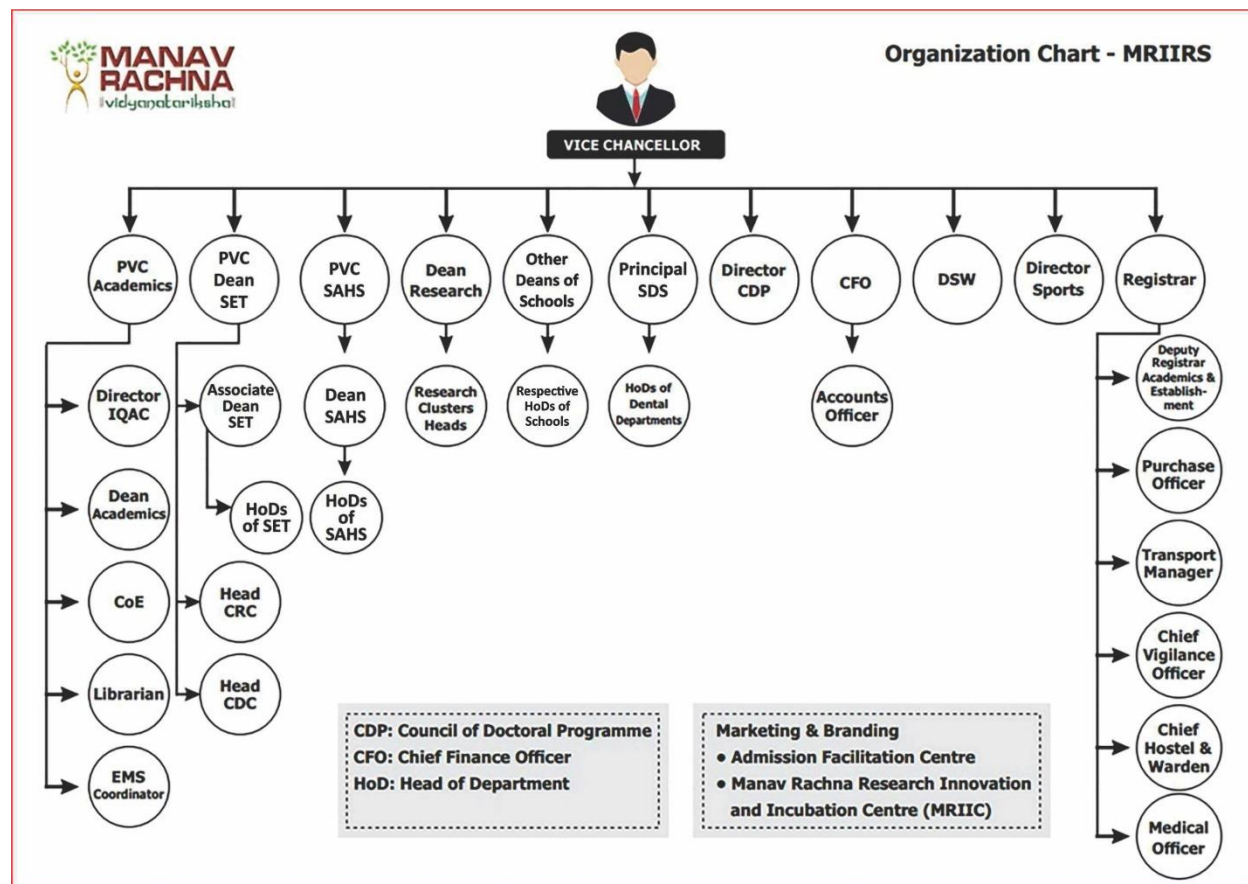 MANAV
RACHNA
vidyanatariksha
Organization Chart - MRIIRS
VICE CHANCELLOR
PVC
Academics
PVC
Dean
SET
PVC
SAHS
Dean
Research
Other
Deans of
Schools
Principal
SDS
Director
CDP
CFO
DSW
Director
Sports
Registrar
Director
IQAC
Associate
Dean
SET
Dean
SAHS
Research
Clusters
Heads
Respective
HoDs of
Schools
HoDs of
Dental
Departments
Accounts
Officer
Deputy
Registrar
Academics &
Establish-
ment
Dean
Academics
HoDs
of SET
HoDs
of
SAHS
Purchase
Officer
CoE
Head
CRC
Transport
Manager
Librarian
Head
CDC
Chief
Vigilance
Officer
EMS
Coordinator
Chief
Hostel &
Warden
Medical
Officer
CDP: Council of Doctoral Programme
CFO: Chief Finance Officer
HoD: Head of Department
Marketing & Branding
● Admission Facilitation Centre
● Manav Rachna Research Innovation
and Incubation Centre (MRIIC)